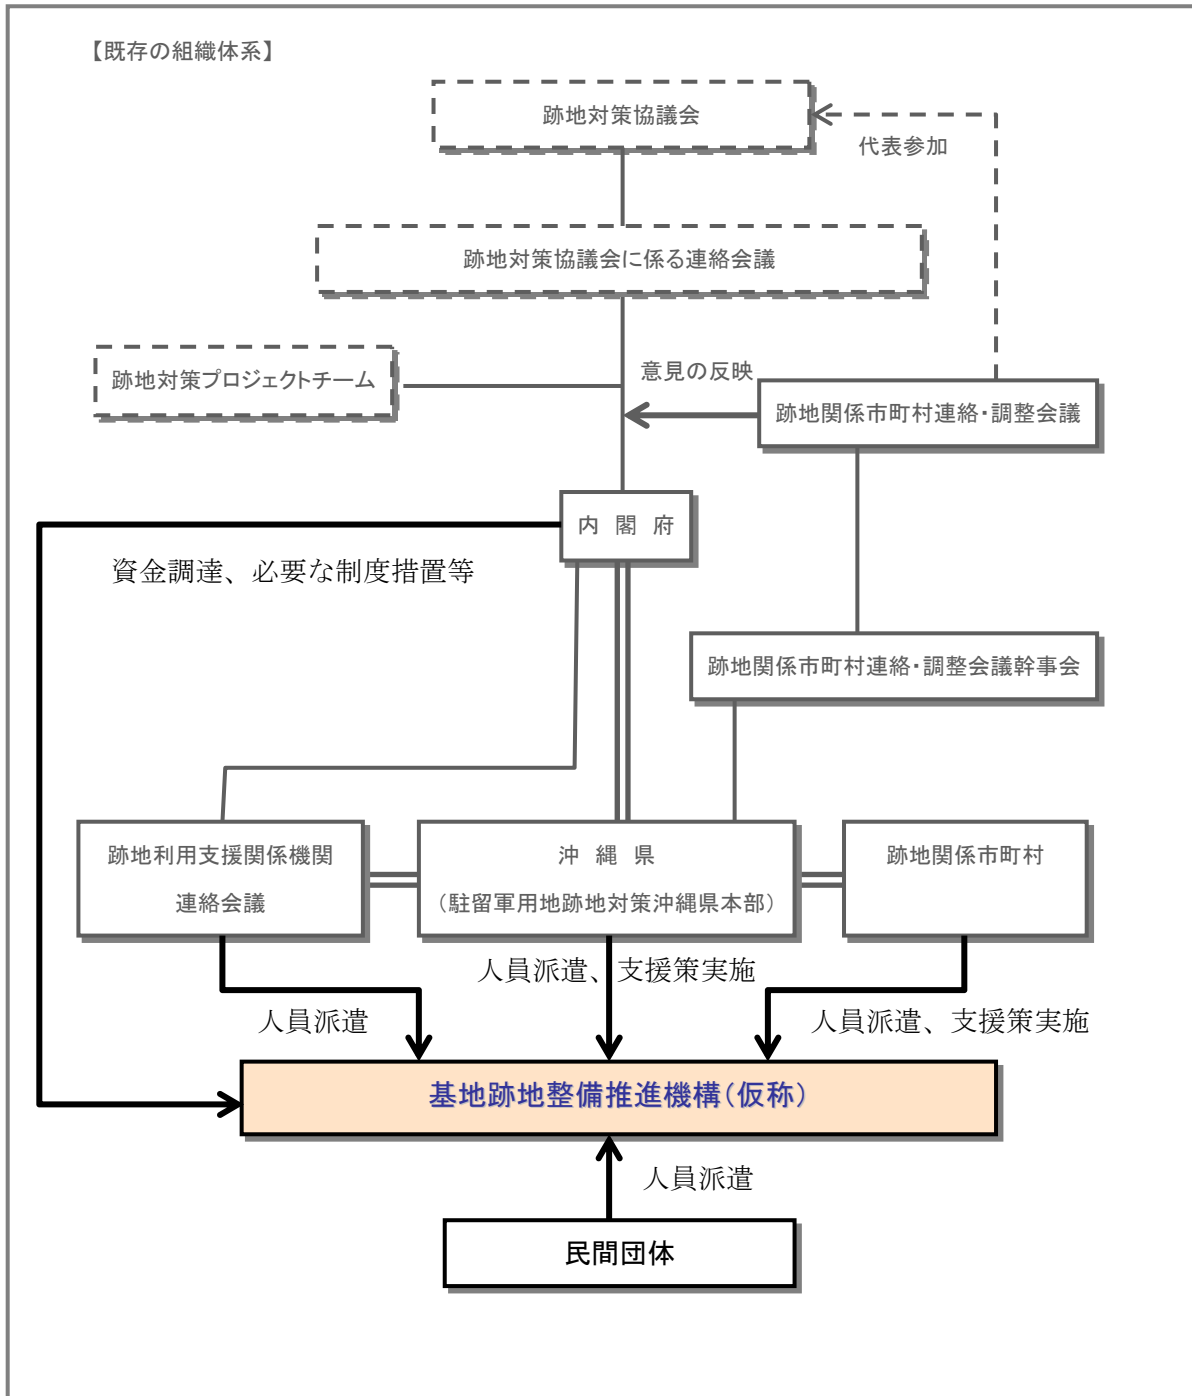 【既存の組織体系】
跡地対策協議会
代表参加
跡地対策協議会に係る連絡会議
跡地対策プロジェクトチーム
意見の反映
跡地関係市町村連絡・調整会議
内 閣 府
資金調達、必要な制度措置等
跡地関係市町村連絡・調整会議幹事会
跡地利用支援関係機関
連絡会議
沖 縄 県
（駐留軍用地跡地対策沖縄県本部）
跡地関係市町村
人員派遣、支援策実施
人員派遣
人員派遣、支援策実施
基地跡地整備推進機構（仮称）
人員派遣
民間団体